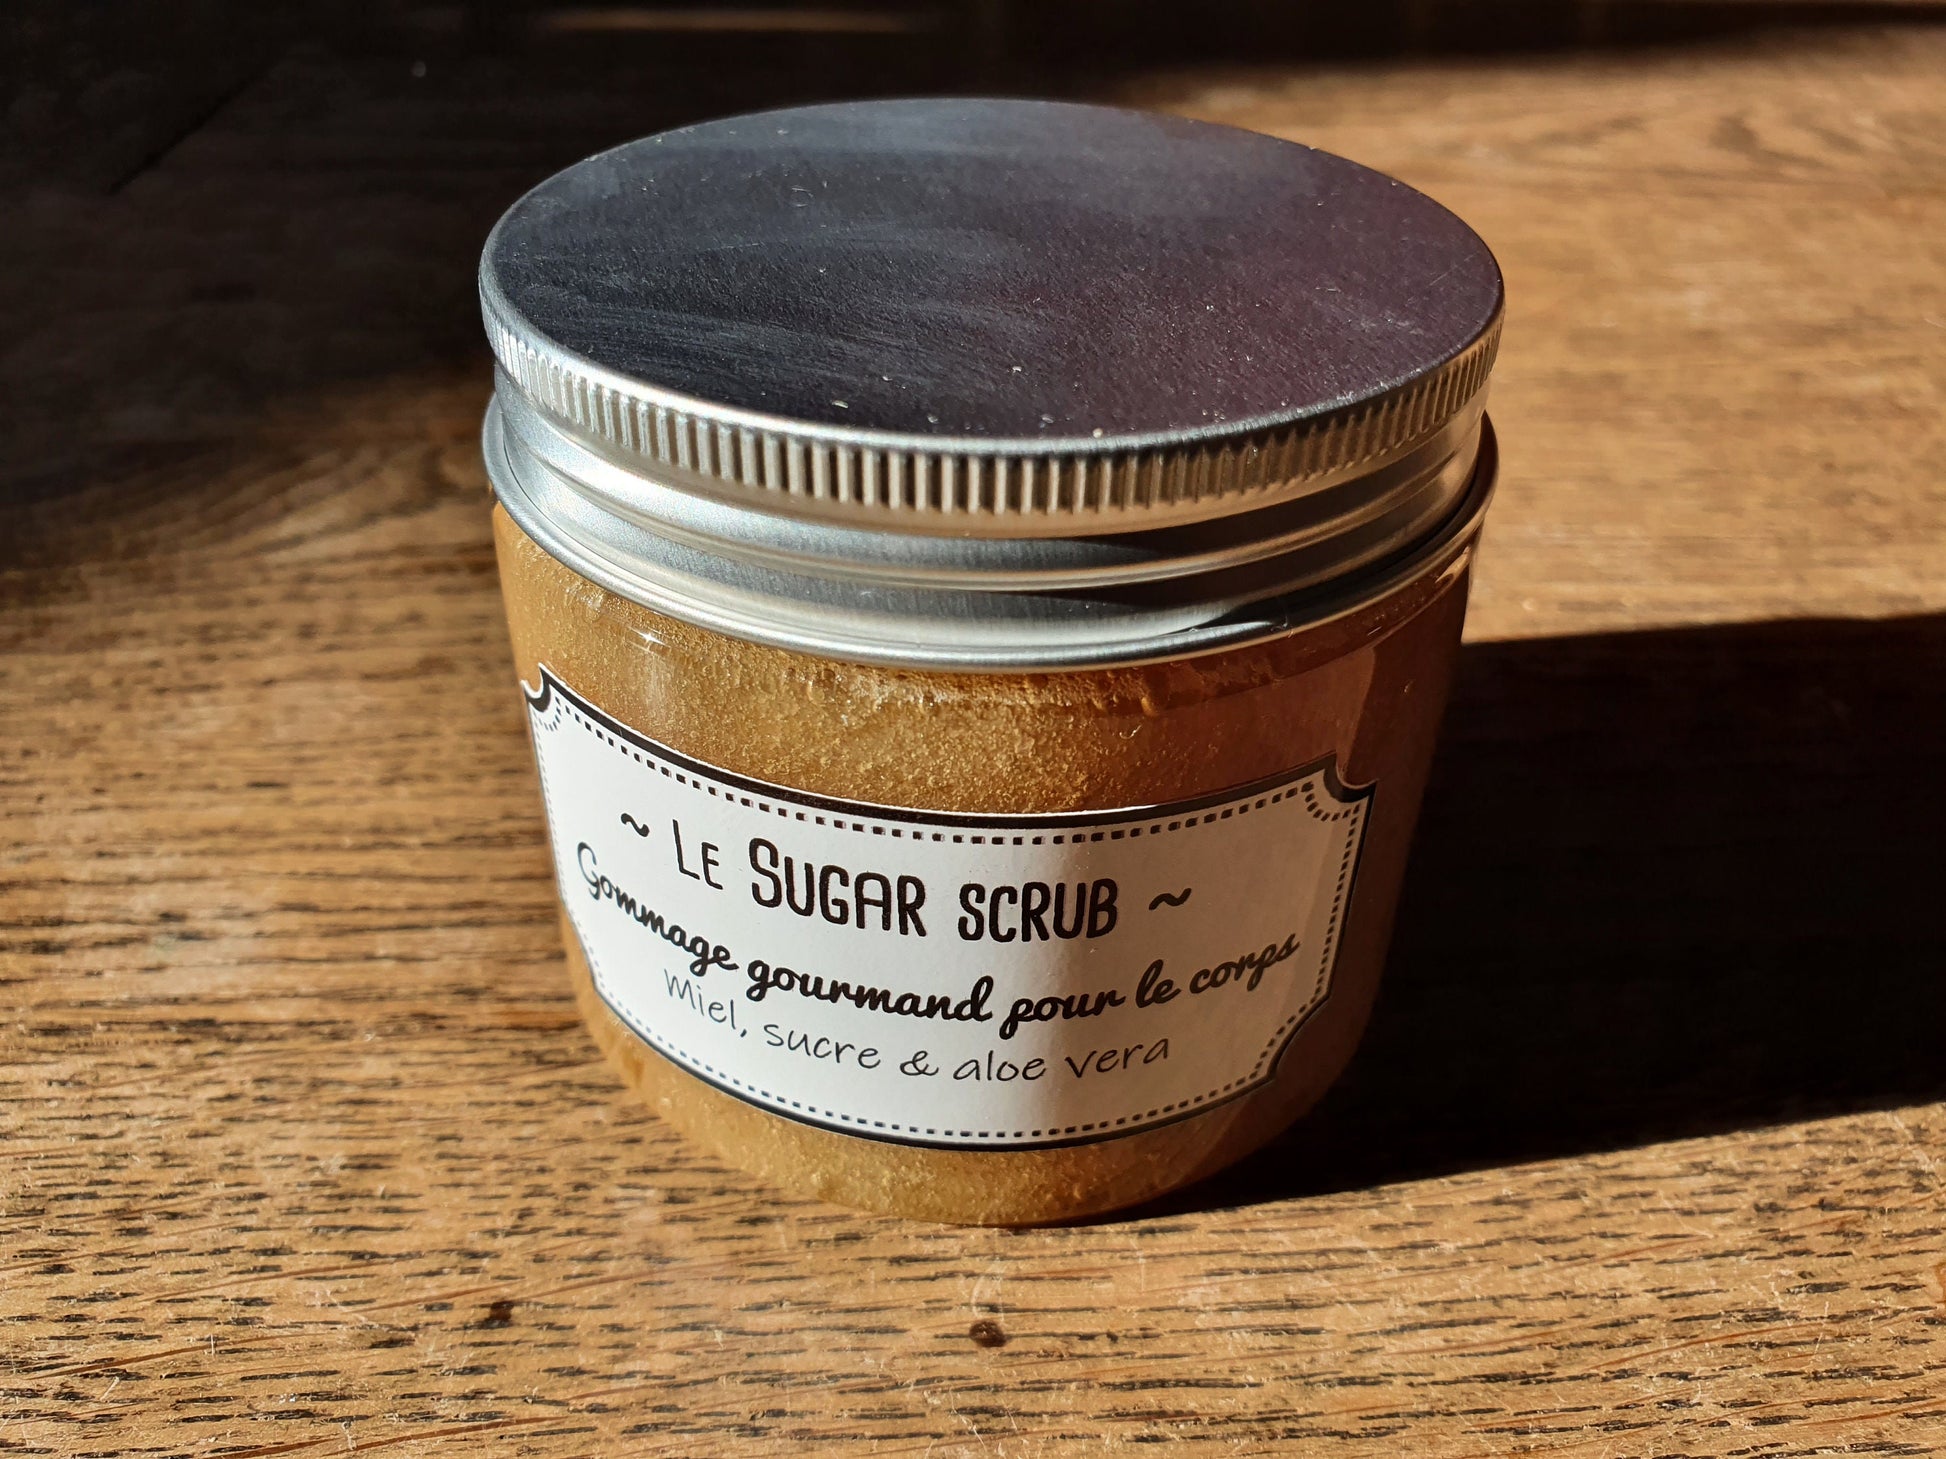 ~ Le Sugar scrub ~
Gommage gourmand pour le corps
Miel, sucre & aloe vera